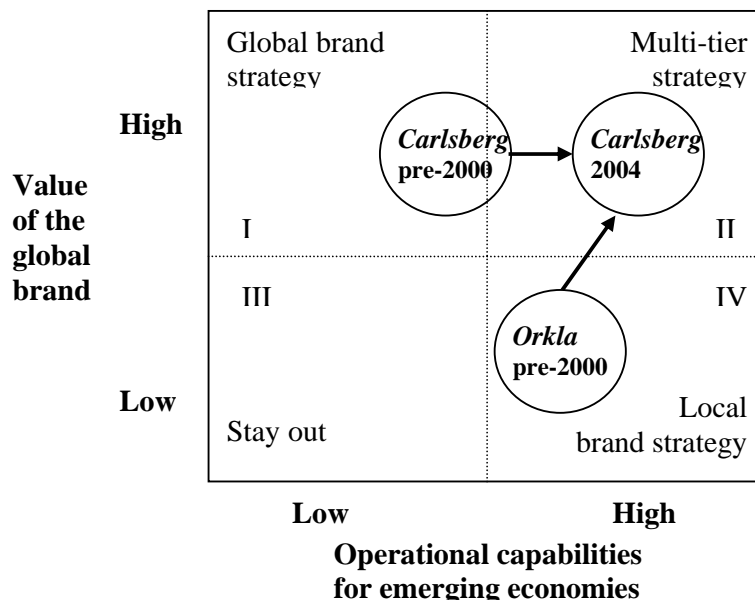 Global brand
strategy
Multi-tier
strategy
High
Carlsberg
pre-2000
Carlsberg
2004
Value
of the
global
brand
I
II
III
IV
Orkla
pre-2000
Low
Stay out
Local
brand strategy
Low
High
Operational capabilities
for emerging economies